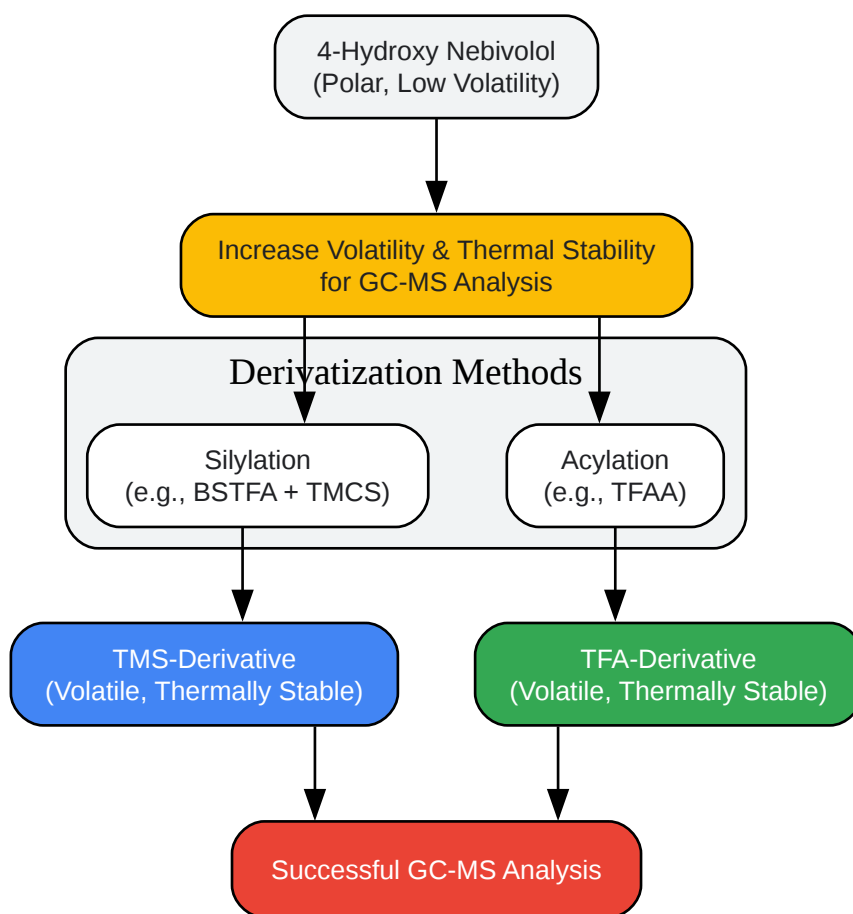 4-Hydroxy Nebivolol
(Polar, Low Volatility)
Increase Volatility & Thermal Stability
for GC-MS Analysis
Derivatization Methods
Silylation
(e.g., BSTFA + TMCS)
Acylation
(e.g., TFAA)
TMS-Derivative
(Volatile, Thermally Stable)
TFA-Derivative
(Volatile, Thermally Stable)
Successful GC-MS Analysis